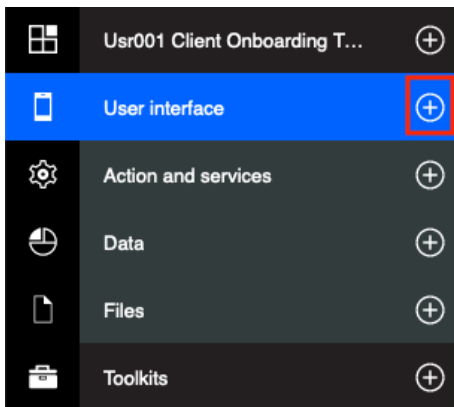 Usr001 Client Onboarding T...
User interface
Action and services
Data
Files
Toolkits